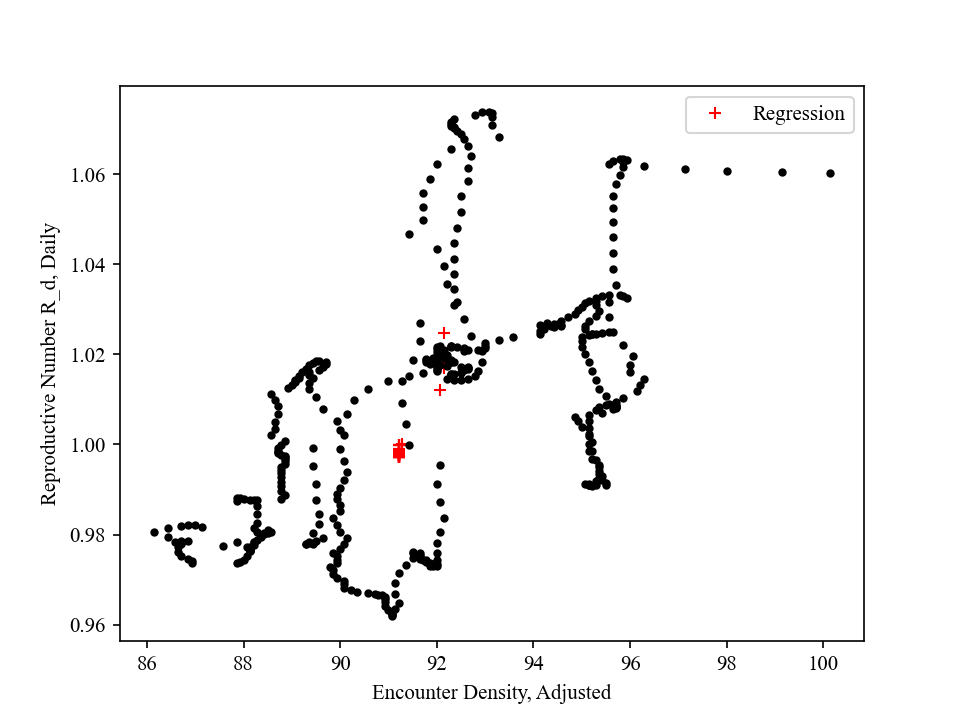 Regression
1.06
1.04
1.02
1.00
0.98
0.96
Reproductive Number R_d, Daily
86 88 90 92 94 96 98 100
Encounter Density, Adjusted